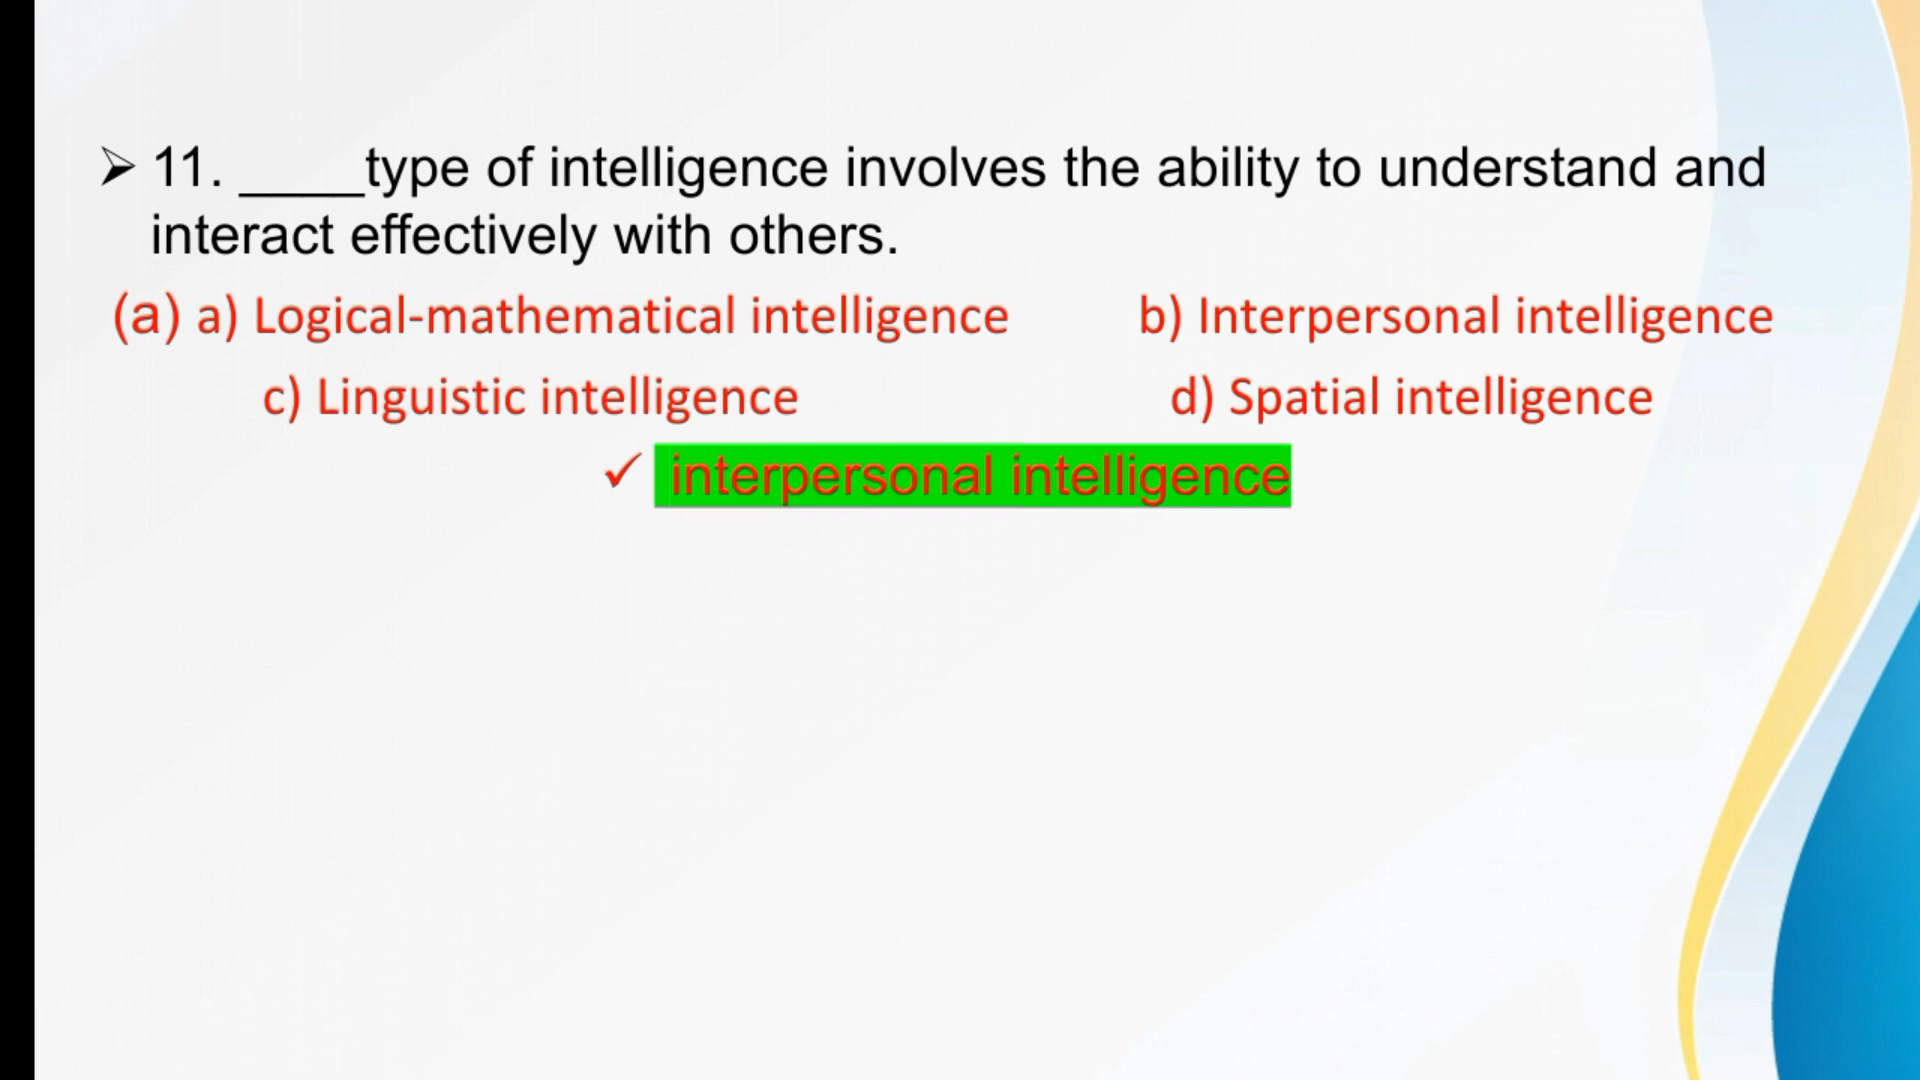 ➢ 11. ____type of intelligence involves the ability to understand and
interact effectively with others.
(a) a) Logical-mathematical intelligence b) Interpersonal intelligence
c) Linguistic intelligence d) Spatial intelligence
✓ interpersonal intelligence